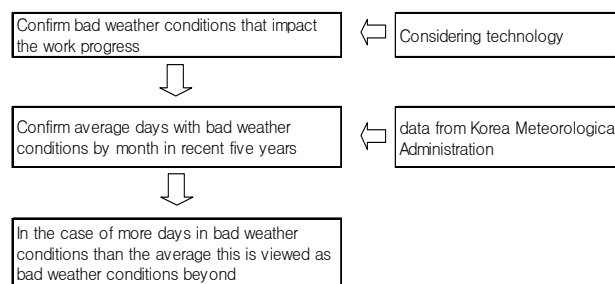 Confirm bad weather conditions that impact
the work progress
Considering technology
Confirm average days with bad weather
conditions by month in recent five years
data from Korea Meteorologica
Administration
In the case of more days in bad weather
conditions than the average this is viewed as
bad weather conditions beyond